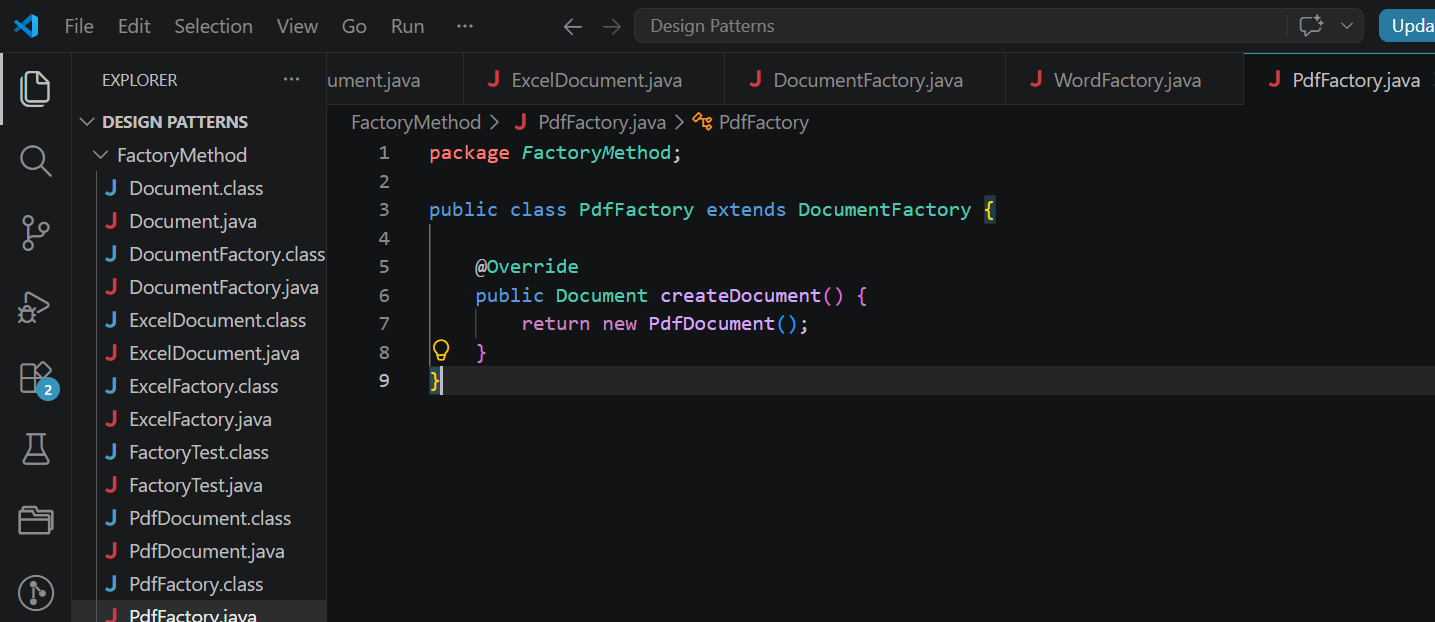 File Edit Selection View Go Run ... Design Patterns Upda
EXPLORER ...
ument.java ExcelDocument.java DocumentFactory.java WordFactory.java PdfFactory.java
DESIGN PATTERNS
FactoryMethod
Document.class
Document.java
DocumentFactory.class
DocumentFactory.java
ExcelDocument.class
ExcelDocument.java
ExcelFactory.class
ExcelFactory.java
FactoryTest.class
FactoryTest.java
PdfDocument.class
PdfDocument.java
PdfFactory.class
PdfFactory.java
2
FactoryMethod > PdfFactory.java > PdfFactory
1 package FactoryMethod;
2
3 public class PdfFactory extends DocumentFactory {
4
5 @Override
6 public Document createDocument() {
7 return new PdfDocument();
8 }
9 }